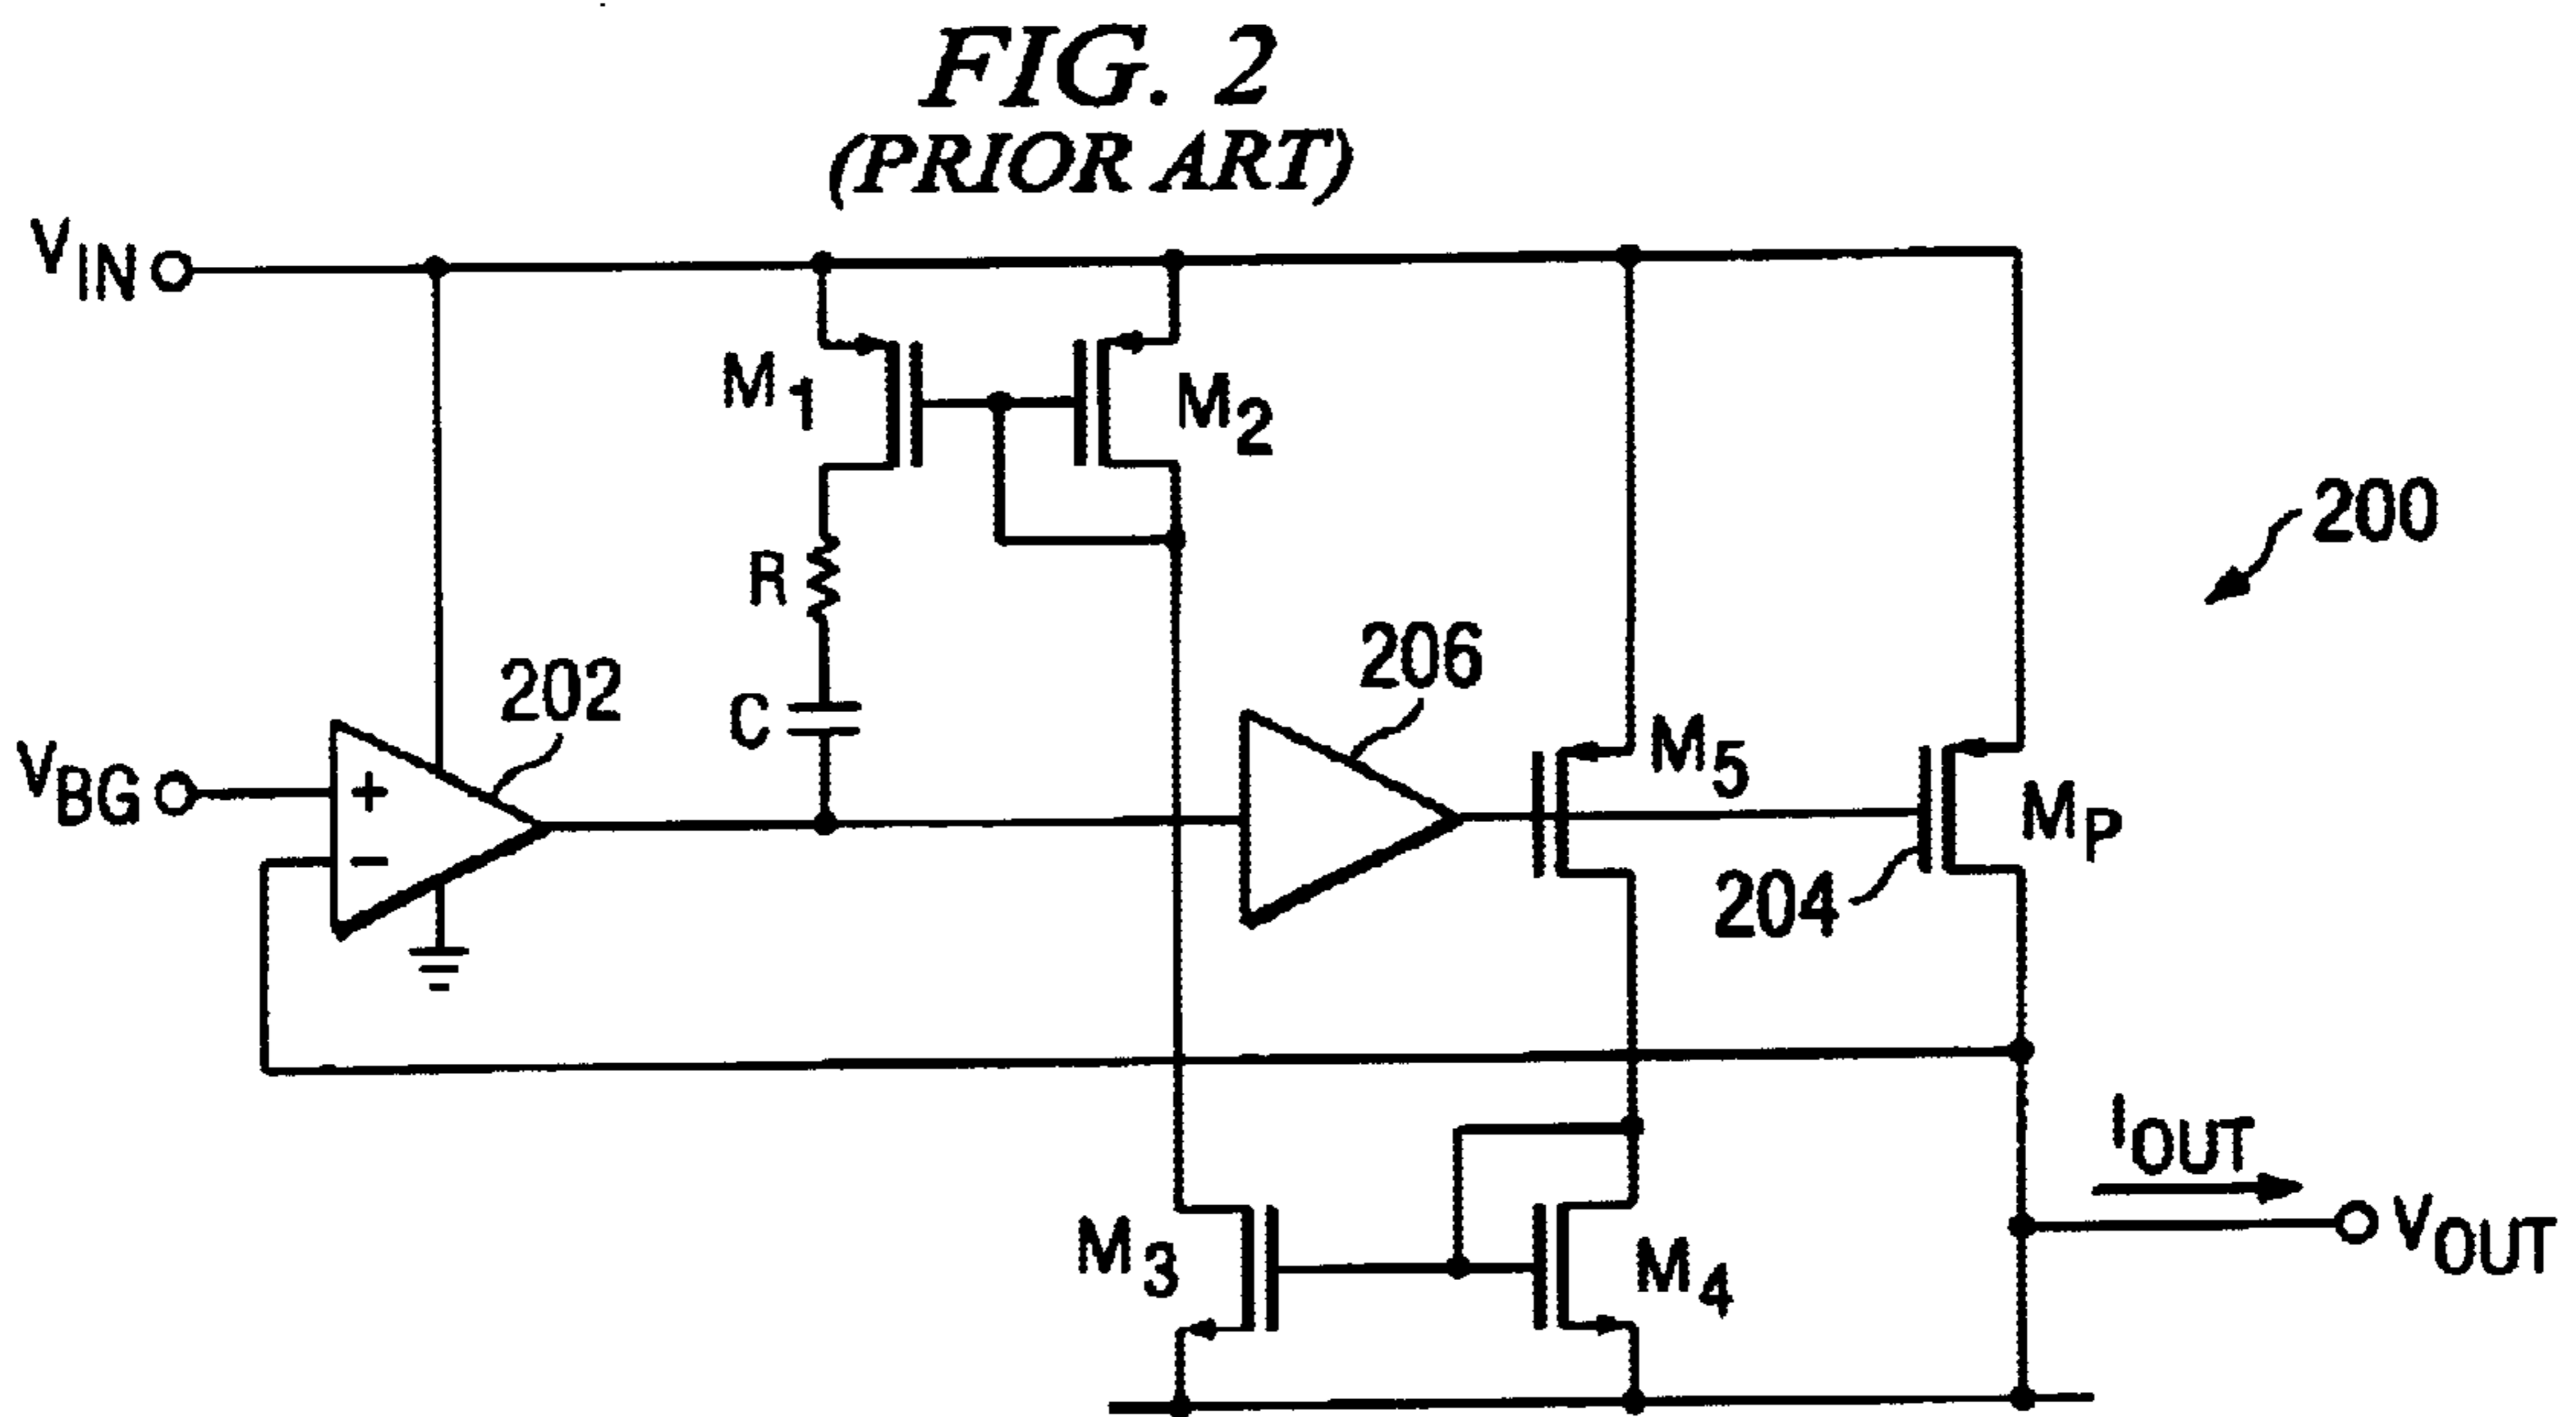 FIG. 2
(PRIOR ART)
VIN
M1
M2
200
R
206
202
C
M5
VBG
+
−
MP
204
IOUT
M3
M4
VOUT